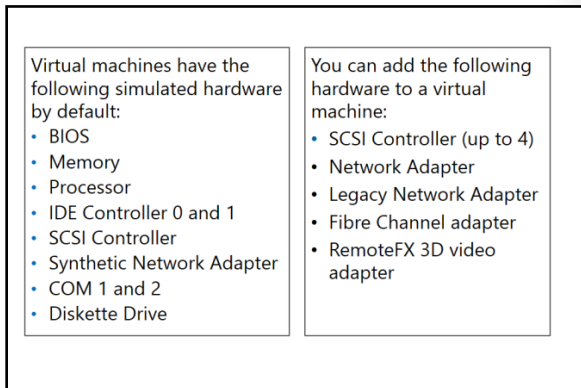 Virtual machines have the
following simulated hardware
by default:
• BIOS
• Memory
• Processor
• IDE Controller 0 and 1
• SCSI Controller
• Synthetic Network Adapter
• COM 1 and 2
• Diskette Drive
You can add the following
hardware to a virtual
machine:
• SCSI Controller (up to 4)
• Network Adapter
• Legacy Network Adapter
• Fibre Channel adapter
• RemoteFX 3D video
adapter